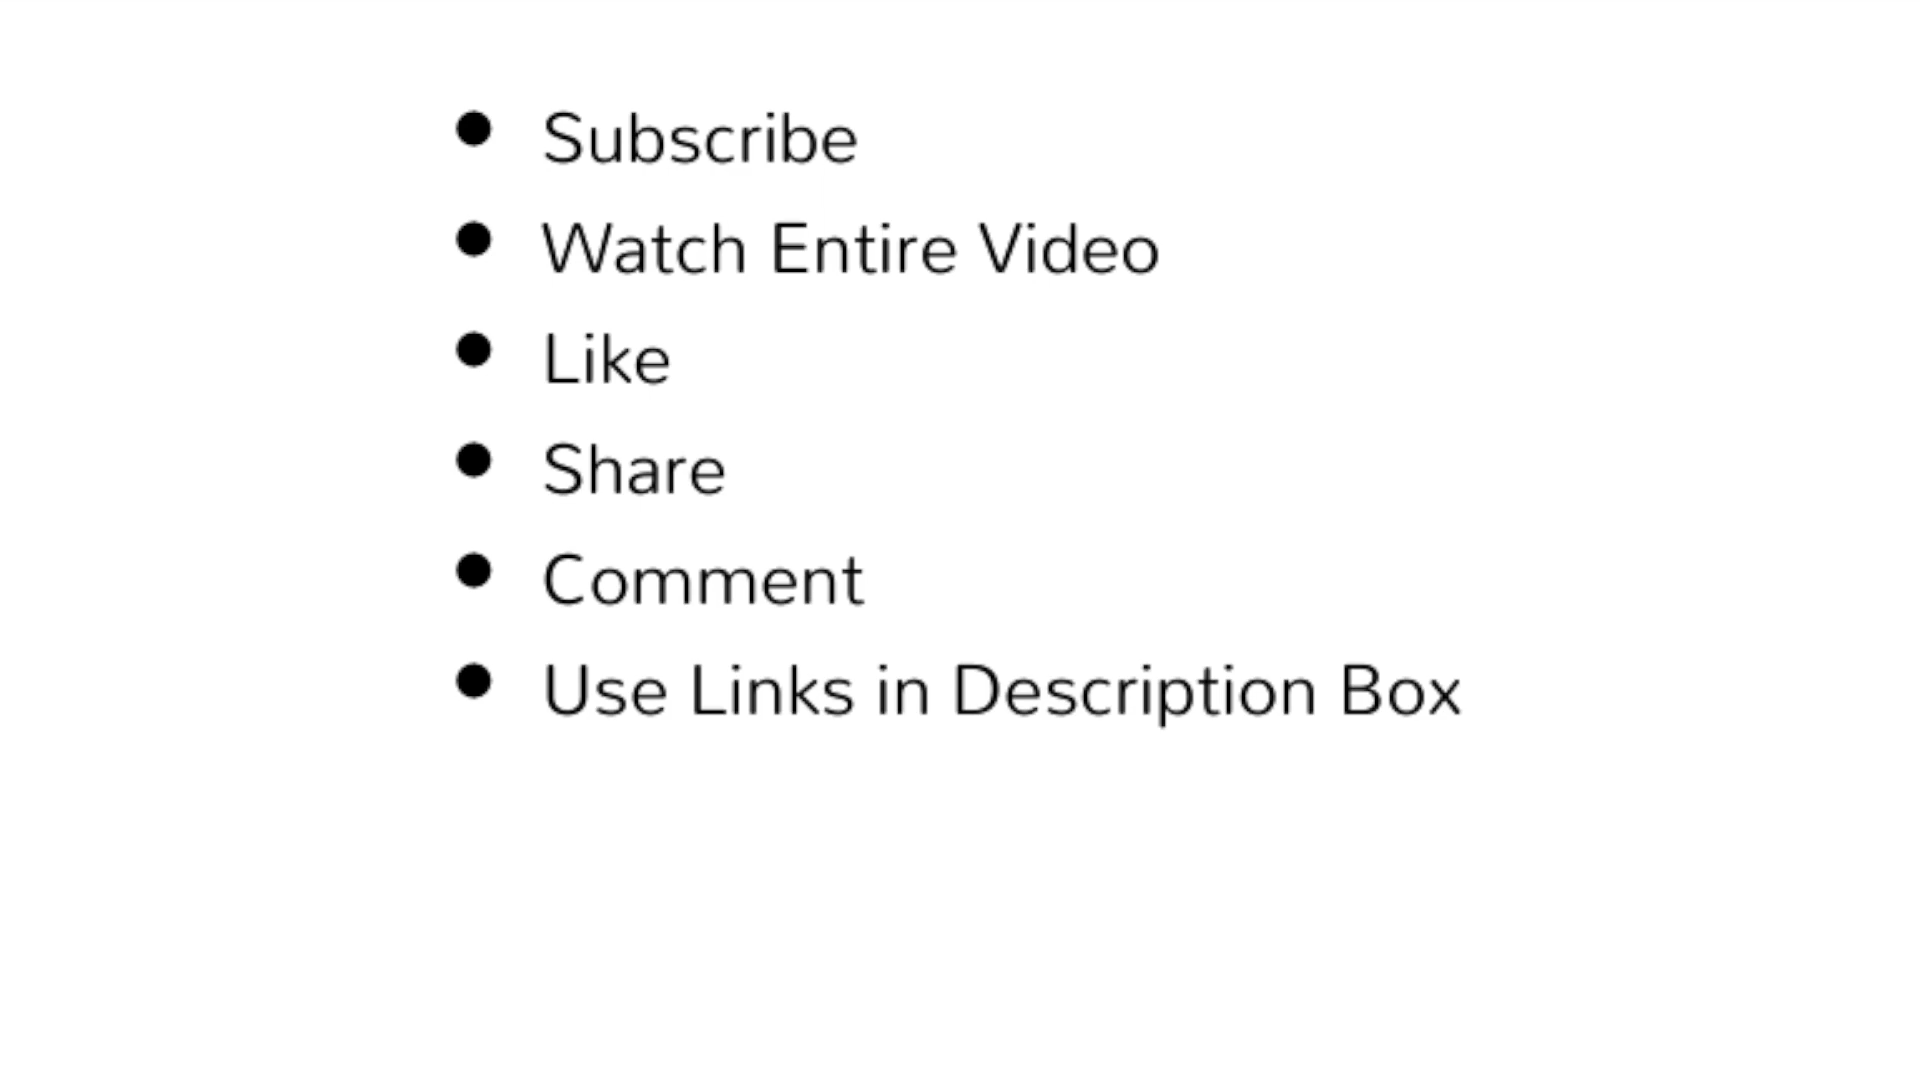 ● Subscribe
● Watch Entire Video
● Like
● Share
● Comment
● Use Links in Description Box